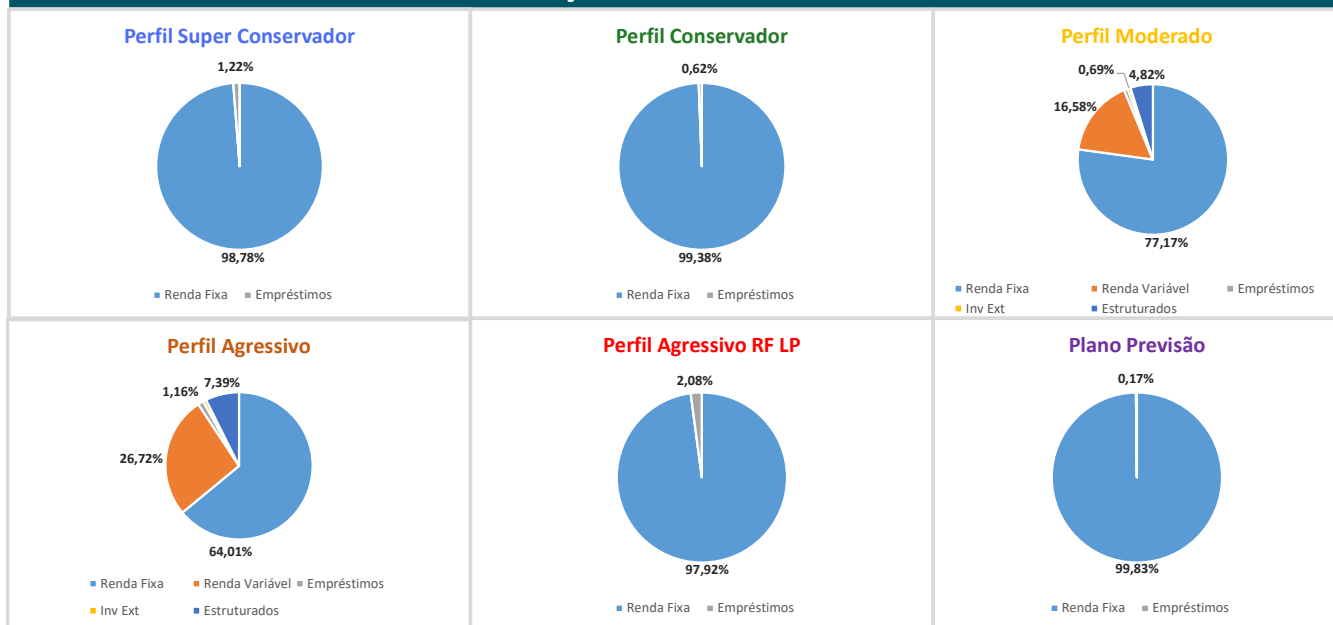 Perfil Super Conservador
1,22%
98,78%
Renda Fixa Empréstimos
Perfil Conservador
0,62%
99,38%
Renda Fixa Empréstimos
Perfil Moderado
0,69% 4,82%
16,58%
77,17%
Renda Fixa Renda Variável Empréstimos
Inv Ext Estruturados
Perfil Agressivo
7,39%
1,16%
26,72%
64,01%
Renda Fixa Renda Variável Empréstimos
Inv Ext Estruturados
Perfil Agressivo RF LP
2,08%
97,92%
Renda Fixa Empréstimos
Plano Previsão
0,17%
99,83%
Renda Fixa Empréstimos